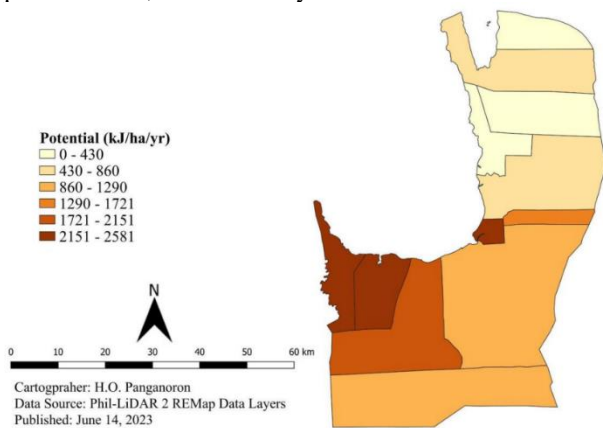 Potential (kJ/ha/yr)
0 - 430
430 - 860
860 - 1290
1290 - 1721
1721 - 2151
2151 - 2581
N
0 10 20 30 40 50 60 km
Cartogpraher: H.O. Panganoron
Data Source: Phil-LiDAR 2 REMap Data Layers
Published: June 14, 2023